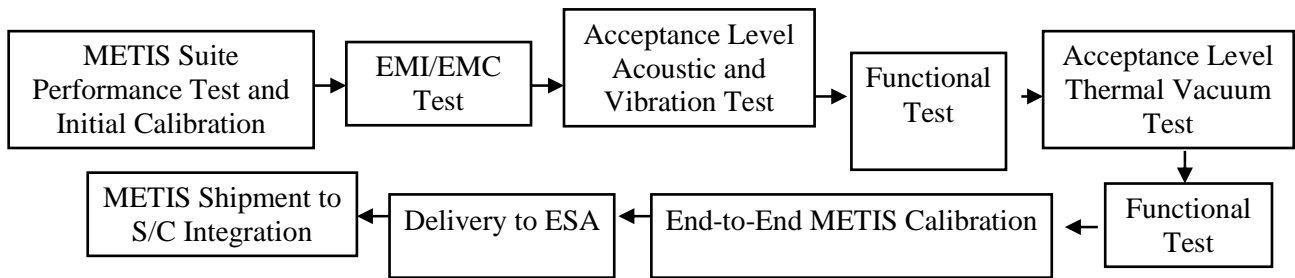 METIS Suite
Performance Test and
Initial Calibration
EMI/EMC
Test
Acceptance Level
Acoustic and
Vibration Test
Functional
Test
Acceptance Level
Thermal Vacuum
Test
Functional
Test
End-to-End METIS Calibration
Delivery to ESA
METIS Shipment to
S/C Integration